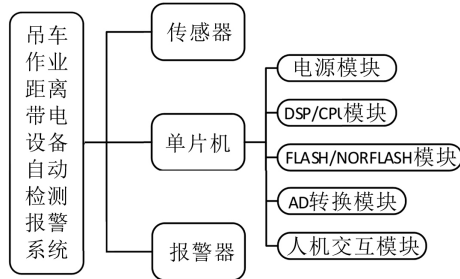 吊车
作业
距离
带电
设备
自动
检测
报警
系统
传感器
单片机
报警器
电源模块
DSP/CPU模块
FLASH/NORFLASH模块
AD转换模块
人机交互模块